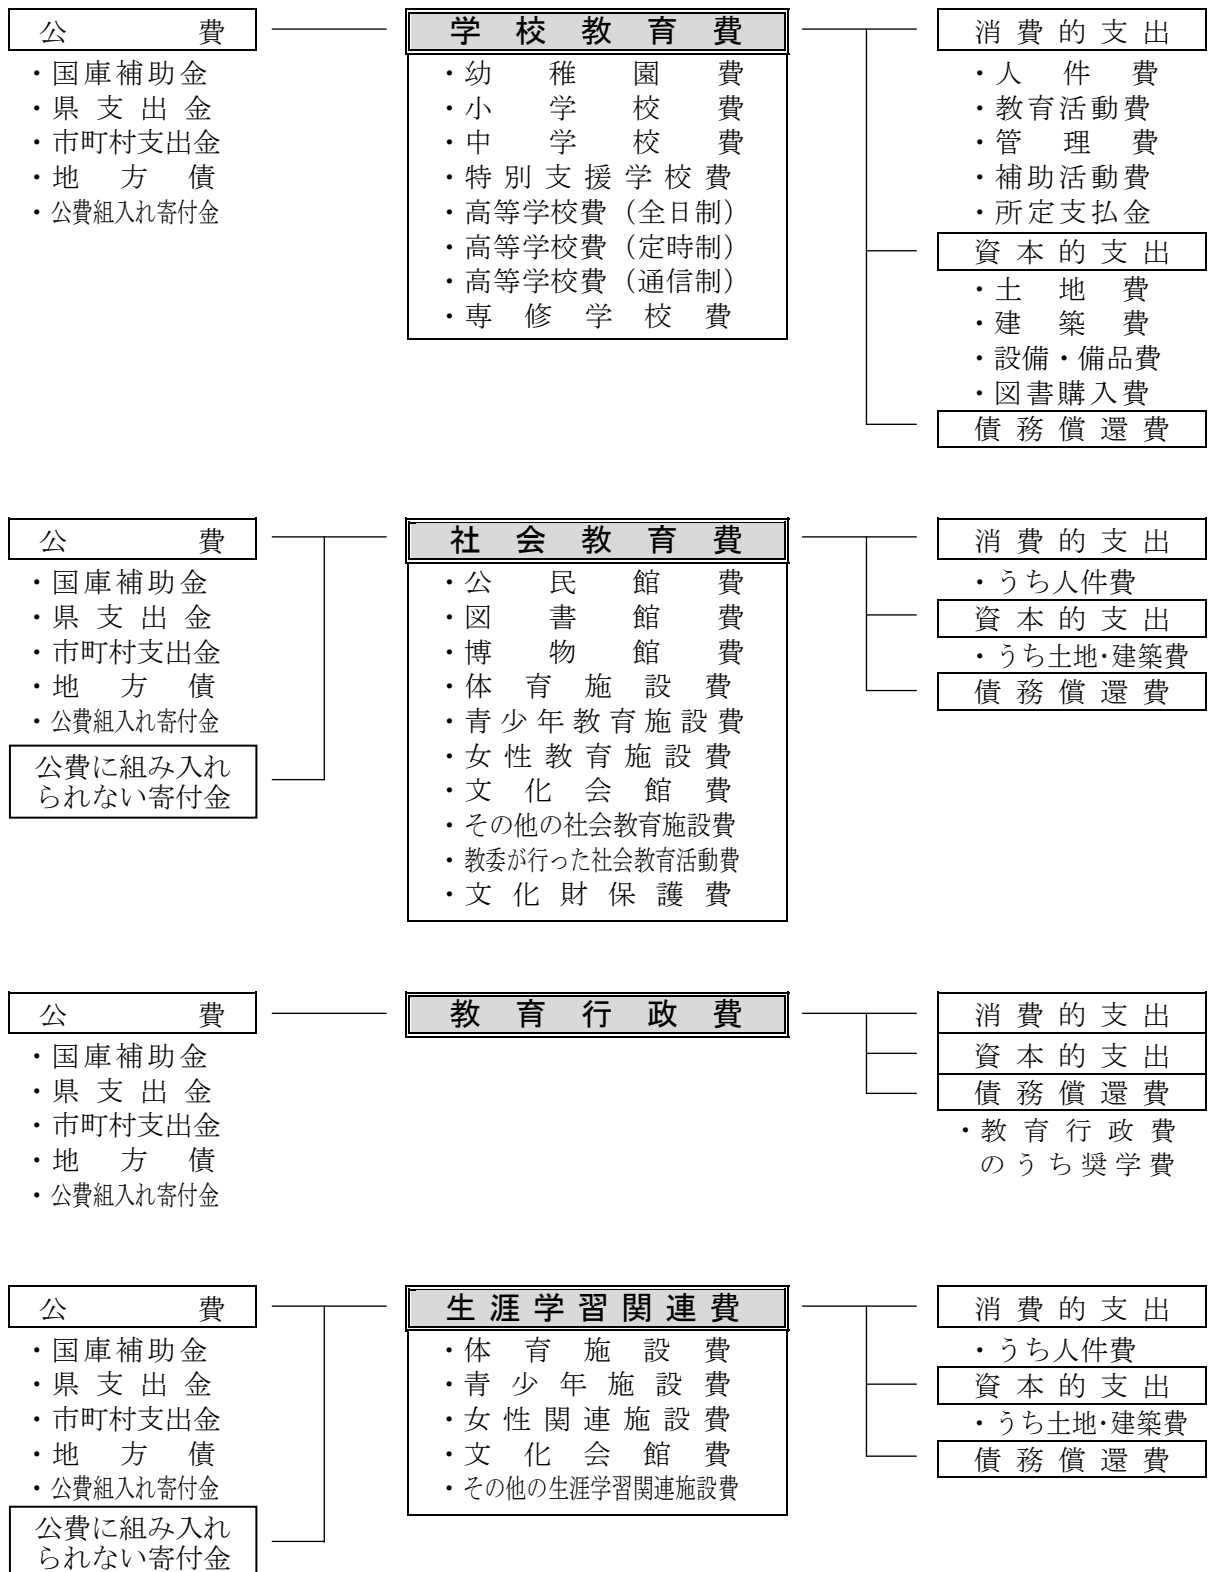 公費
・国庫補助金
・県支出金
・市町村支出金
・地方債
・公費組入れ寄付金
学校教育費
・幼稚園費
・小学校費
・中学校費
・特別支援学校費
・高等学校費（全日制）
・高等学校費（定時制）
・高等学校費（通信制）
・専修学校費
消費的支出
・人件費
・教育活動費
・管理費
・補助活動費
・所定支払金
資本的支出
・土地費
・建築費
・設備・備品費
・図書購入費
債務償還費
公費
・国庫補助金
・県支出金
・市町村支出金
・地方債
・公費組入れ寄付金
公費に組み入れ
られない寄付金
社会教育費
・公民館費
・図書館費
・博物館費
・体育施設費
・青少年教育施設費
・女性教育施設費
・文化会館費
・その他の社会教育施設費
・教委が行った社会教育活動費
・文化財保護費
消費的支出
・うち人件費
資本的支出
・うち土地･建築費
債務償還費
公費
・国庫補助金
・県支出金
・市町村支出金
・地方債
・公費組入れ寄付金
教育行政費
消費的支出
資本的支出
債務償還費
・教育行政費
のうち奨学費
公費
・国庫補助金
・県支出金
・市町村支出金
・地方債
・公費組入れ寄付金
公費に組み入れ
られない寄付金
生涯学習関連費
・体育施設費
・青少年施設費
・女性関連施設費
・文化会館費
・その他の生涯学習関連施設費
消費的支出
・うち人件費
資本的支出
・うち土地･建築費
債務償還費